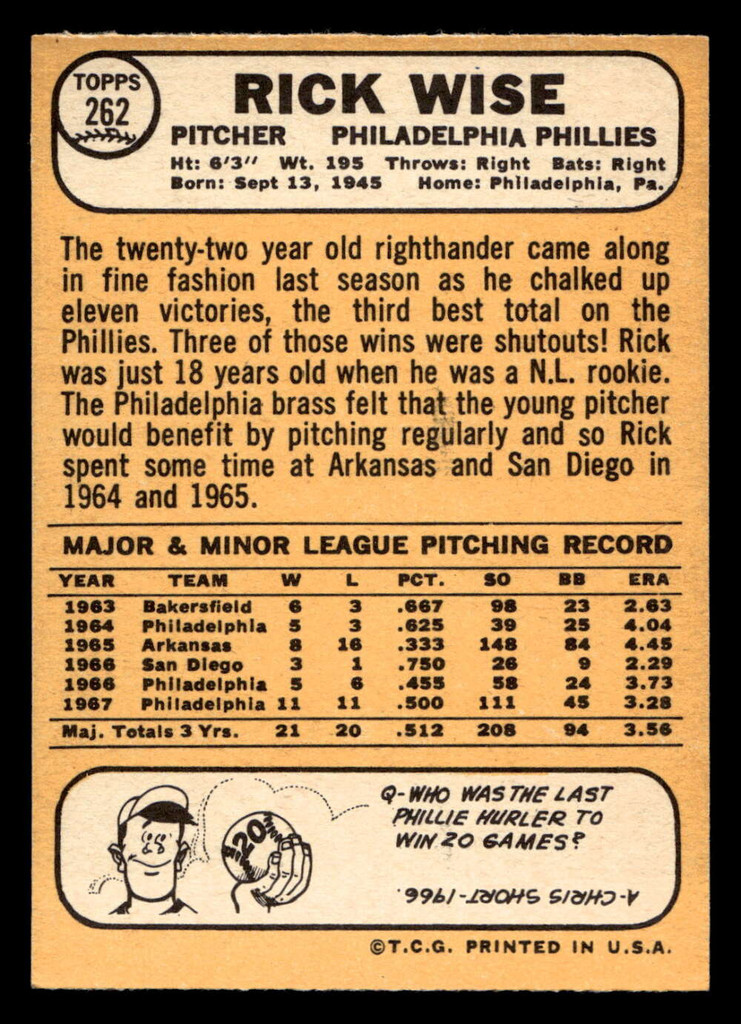 TOPPS
262
RICK WISE
PITCHER PHILADELPHIA PHILLIES
Ht: 6'3" Wt. 195 Throws: Right Bats: Right
Born: Sept 13, 1945 Home: Philadelphia, Pa.
The twenty-two year old righthander came along
in fine fashion last season as he chalked up
eleven victories, the third best total on the
Phillies. Three of those wins were shutouts! Rick
was just 18 years old when he was a N.L. rookie.
The Philadelphia brass felt that the young pitcher
would benefit by pitching regularly and so Rick
spent some time at Arkansas and San Diego in
1964 and 1965.
MAJOR & MINOR LEAGUE PITCHING RECORD
YEAR TEAM W L PCT. SO BB ERA
1963 Bakersfield 6 3 .667 98 23 2.63
1964 Philadelphia 5 3 .625 39 25 4.04
1965 Arkansas 8 16 .333 148 84 4.45
1966 San Diego 3 1 .750 26 9 2.29
1966 Philadelphia 5 6 .455 58 24 3.73
1967 Philadelphia 11 11 .500 111 45 3.28
Maj. Totals 3 Yrs. 21 20 .512 208 94 3.56
20
Q-WHO WAS THE LAST
PHILLIE HURLER TO
WIN 20 GAMES?
A-CHRIS SHORT-1966.
©T.C.G. PRINTED IN U.S.A.